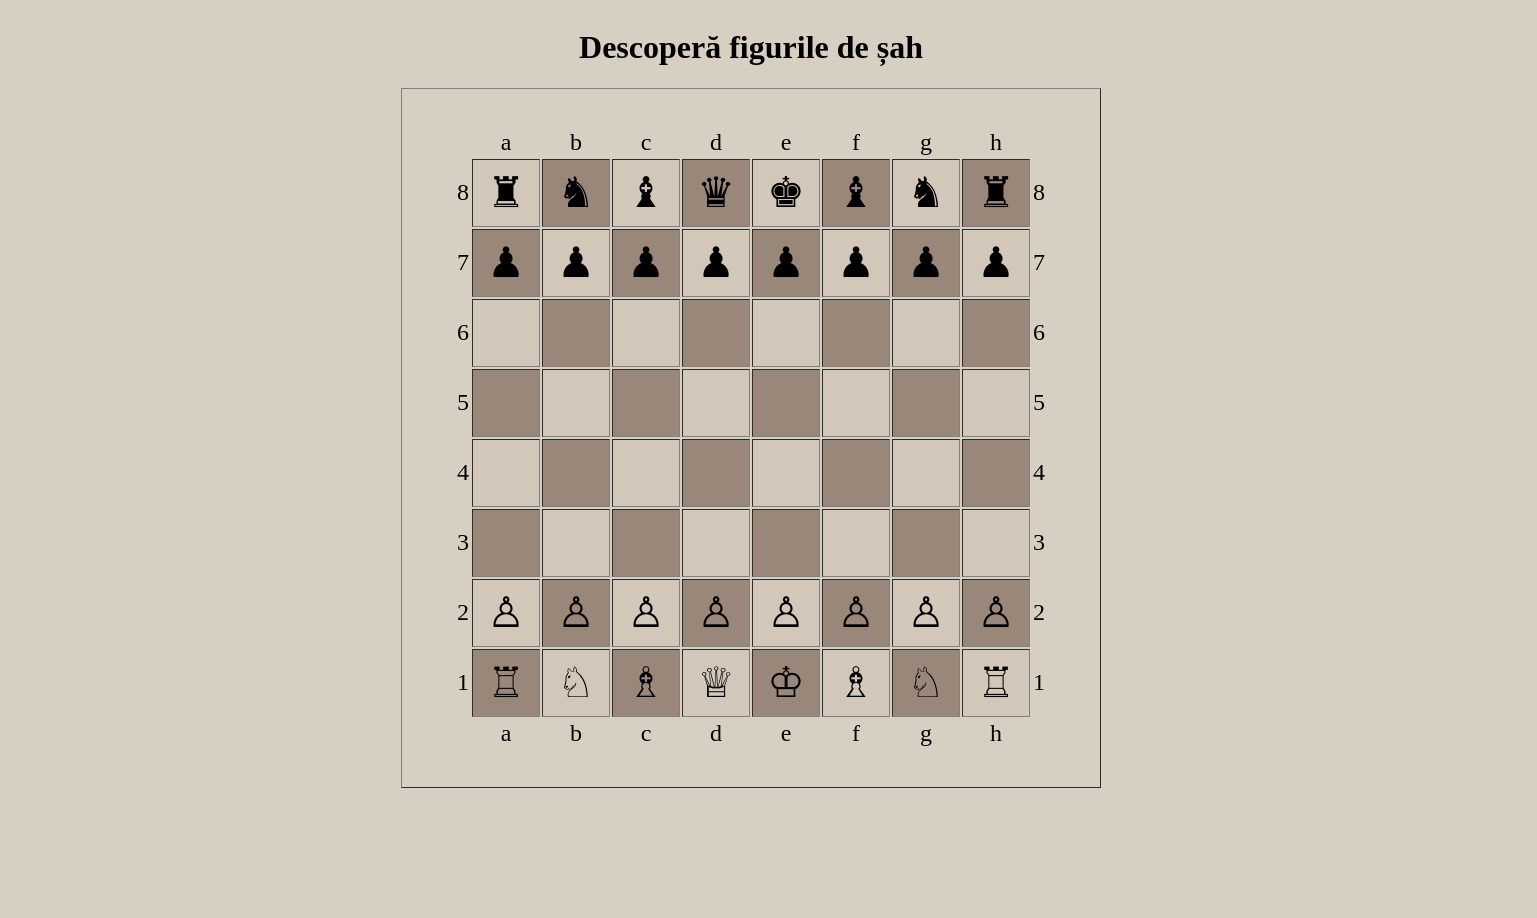 Descoperă figurile de șah
a b c d e f g h
8 ♜ ♞ ♝ ♛ ♚ ♝ ♞ ♜ 8
7 ♟ ♟ ♟ ♟ ♟ ♟ ♟ ♟ 7
6 6
5 5
4 4
3 3
2 ♙ ♙ ♙ ♙ ♙ ♙ ♙ ♙ 2
1 ♖ ♘ ♗ ♕ ♔ ♗ ♘ ♖ 1
a b c d e f g h